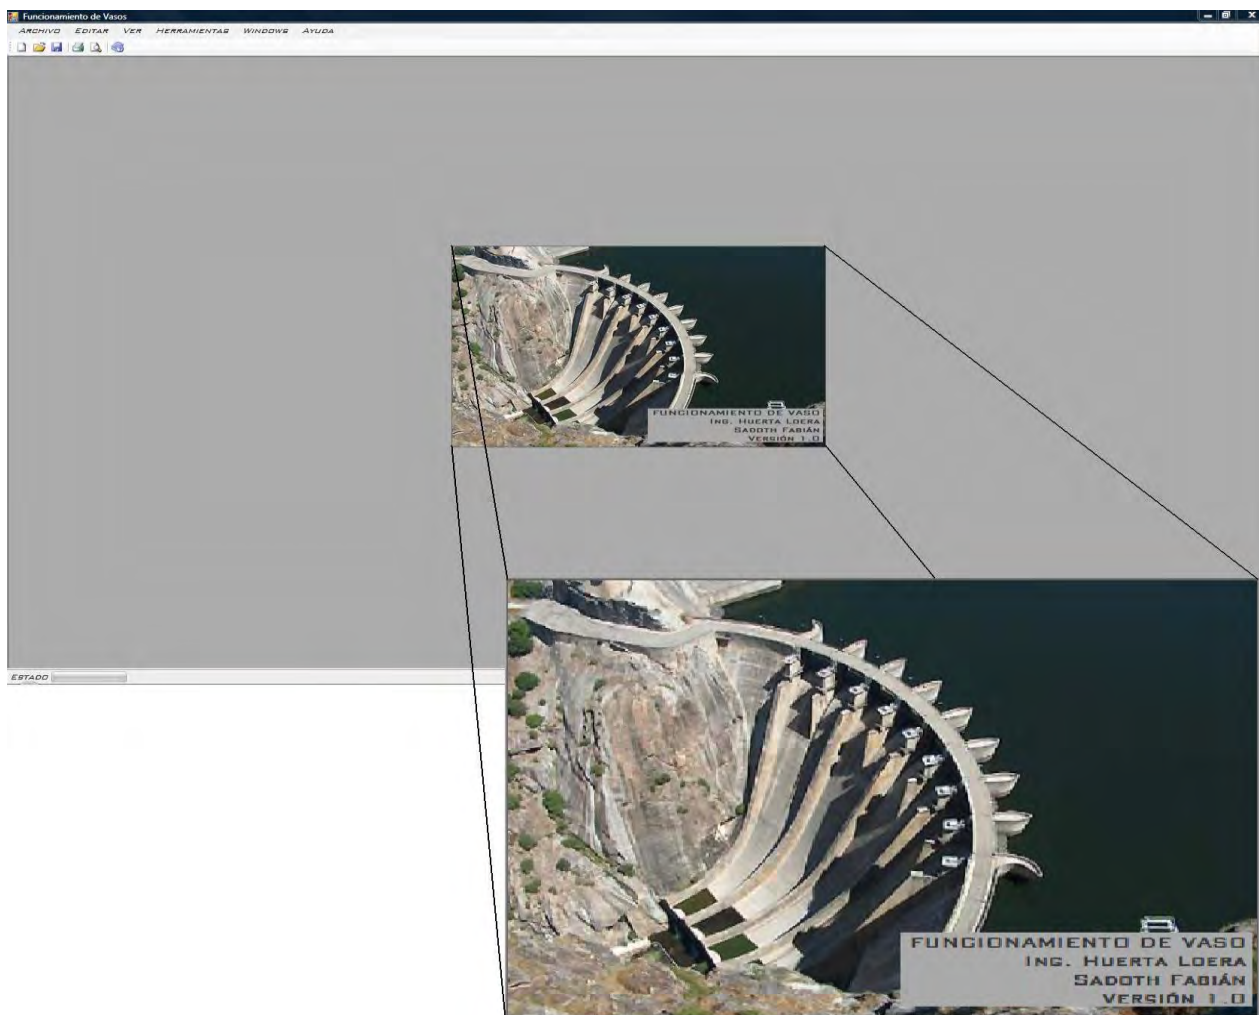 Funcionamiento de Vasos
ARCHIVO EDITAR VER HERRAMIENTAS WINDOWS AYUDA
FUNCIONAMIENTO DE VASO
ING. HUERTA LOERA
SADOTH FABIÁN
VERSIÓN 1.0
ESTADO
FUNCIONAMIENTO DE VASO
ING. HUERTA LOERA
SADOTH FABIÁN
VERSIÓN 1.0